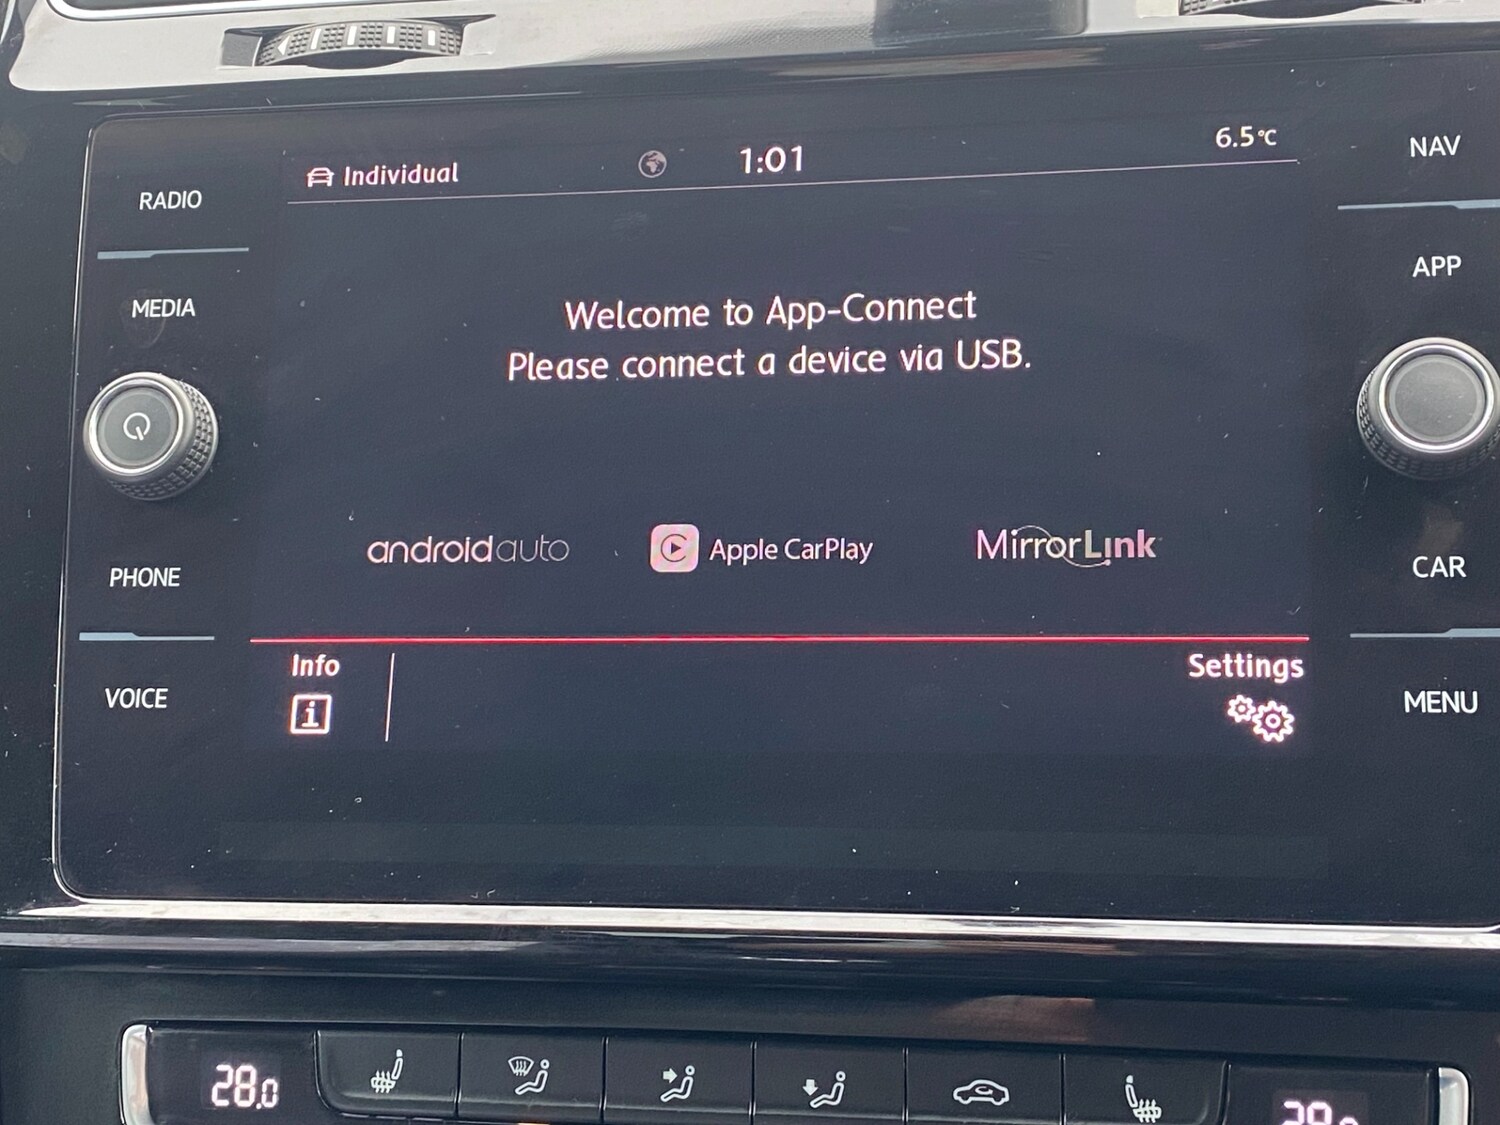 Individual 1:01 6.5°C
NAV
RADIO
APP
MEDIA
Welcome to App-Connect
Please connect a device via USB.
androidauto Apple CarPlay MirrorLink
PHONE
CAR
Info
Settings
VOICE
MENU
28.0